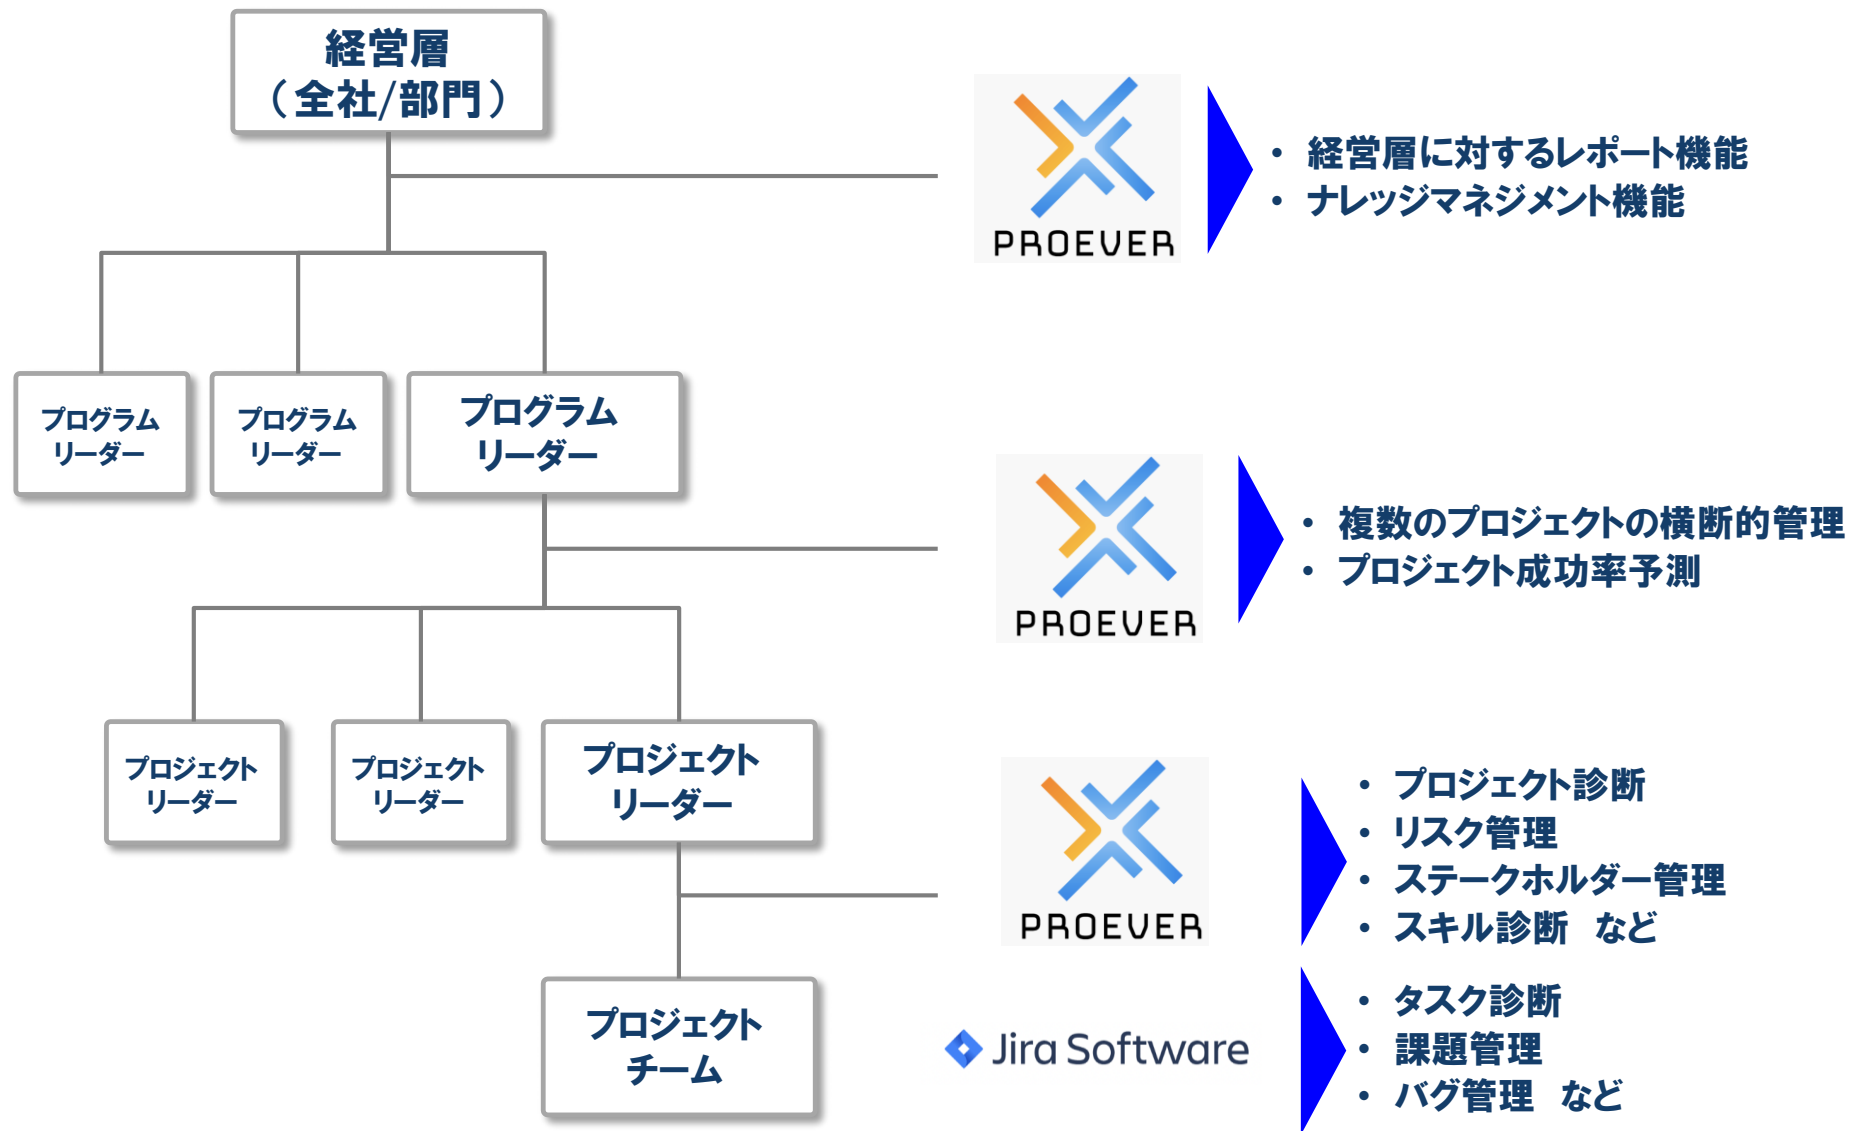 経営層
（全社/部門）
PROEVER
• 経営層に対するレポート機能
• ナレッジマネジメント機能
プログラム
リーダー
プログラム
リーダー
プログラム
リーダー
PROEVER
• 複数のプロジェクトの横断的管理
• プロジェクト成功率予測
プロジェクト
リーダー
プロジェクト
リーダー
プロジェクト
リーダー
PROEVER
• プロジェクト診断
• リスク管理
• ステークホルダー管理
• スキル診断　など
プロジェクト
チーム
Jira Software
• タスク診断
• 課題管理
• バグ管理　など